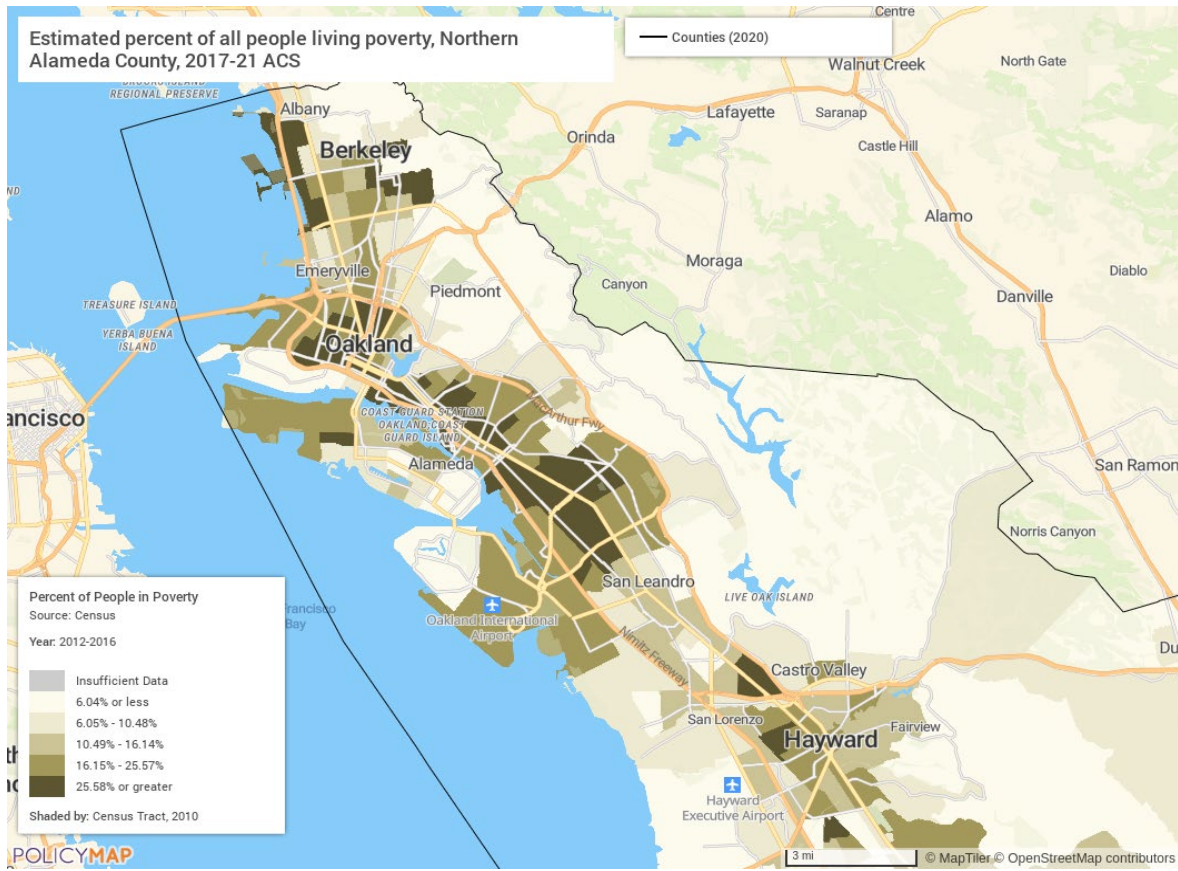 Estimated percent of all people living poverty, Northern
Alameda County, 2017-21 ACS
Counties (2020)
Centre
Walnut Creek
North Gate
REGIONAL PRESERVE
Albany
Lafayette
Saranap
Orinda
Castle Hill
Berkeley
Alamo
Moraga
Emeryville
Canyon
Diablo
Piedmont
Danville
TREASURE ISLAND
YERBA BUENA
ISLAND
Oakland
ancisco
MacArthur Fwy
COAST GUARD STATION
OAKLAND;COAST
GUARD ISLAND
Alameda
San Ramon
Norris Canyon
San Leandro
LIVE OAK ISLAND
Oakland International
Airport
Nimitz Freeway
Castro Valley
Du
San Lorenzo
Fairview
Hayward
Hayward
Executive Airport
Percent of People in Poverty
Source: Census
Francisco
Bay
Year: 2012-2016
Insufficient Data
6.04% or less
6.05% - 10.48%
10.49% - 16.14%
16.15% - 25.57%
25.58% or greater
Shaded by: Census Tract, 2010
POLICYMAP
3 mi
© MapTiler © OpenStreetMap contributors